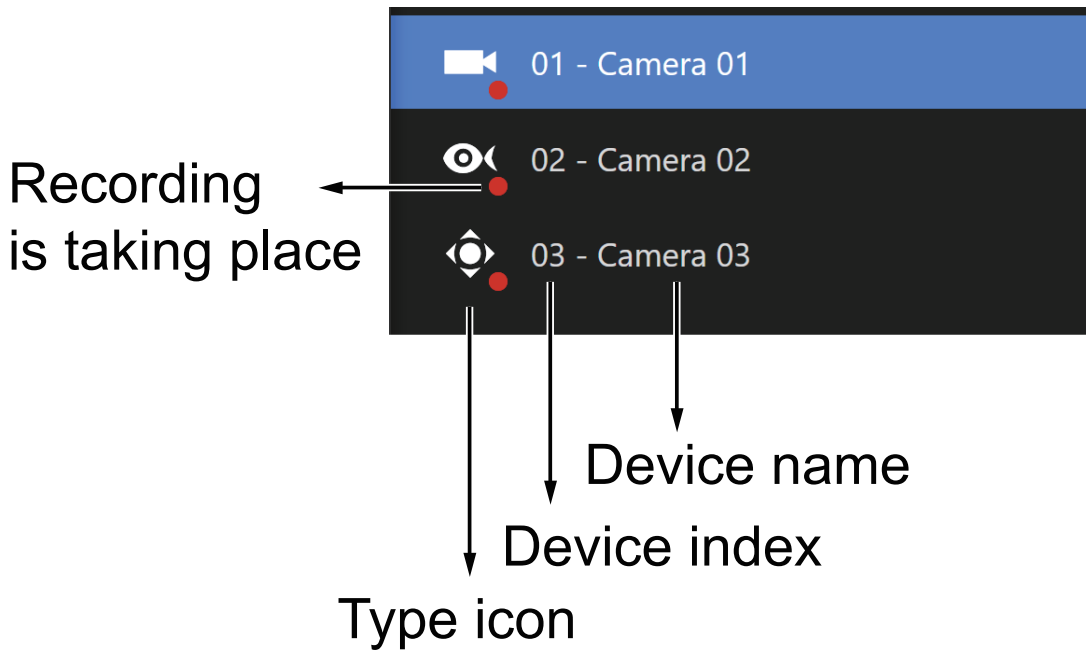 01 - Camera 01
02 - Camera 02
Recording
is taking place
03 - Camera 03
Device name
Device index
Type icon